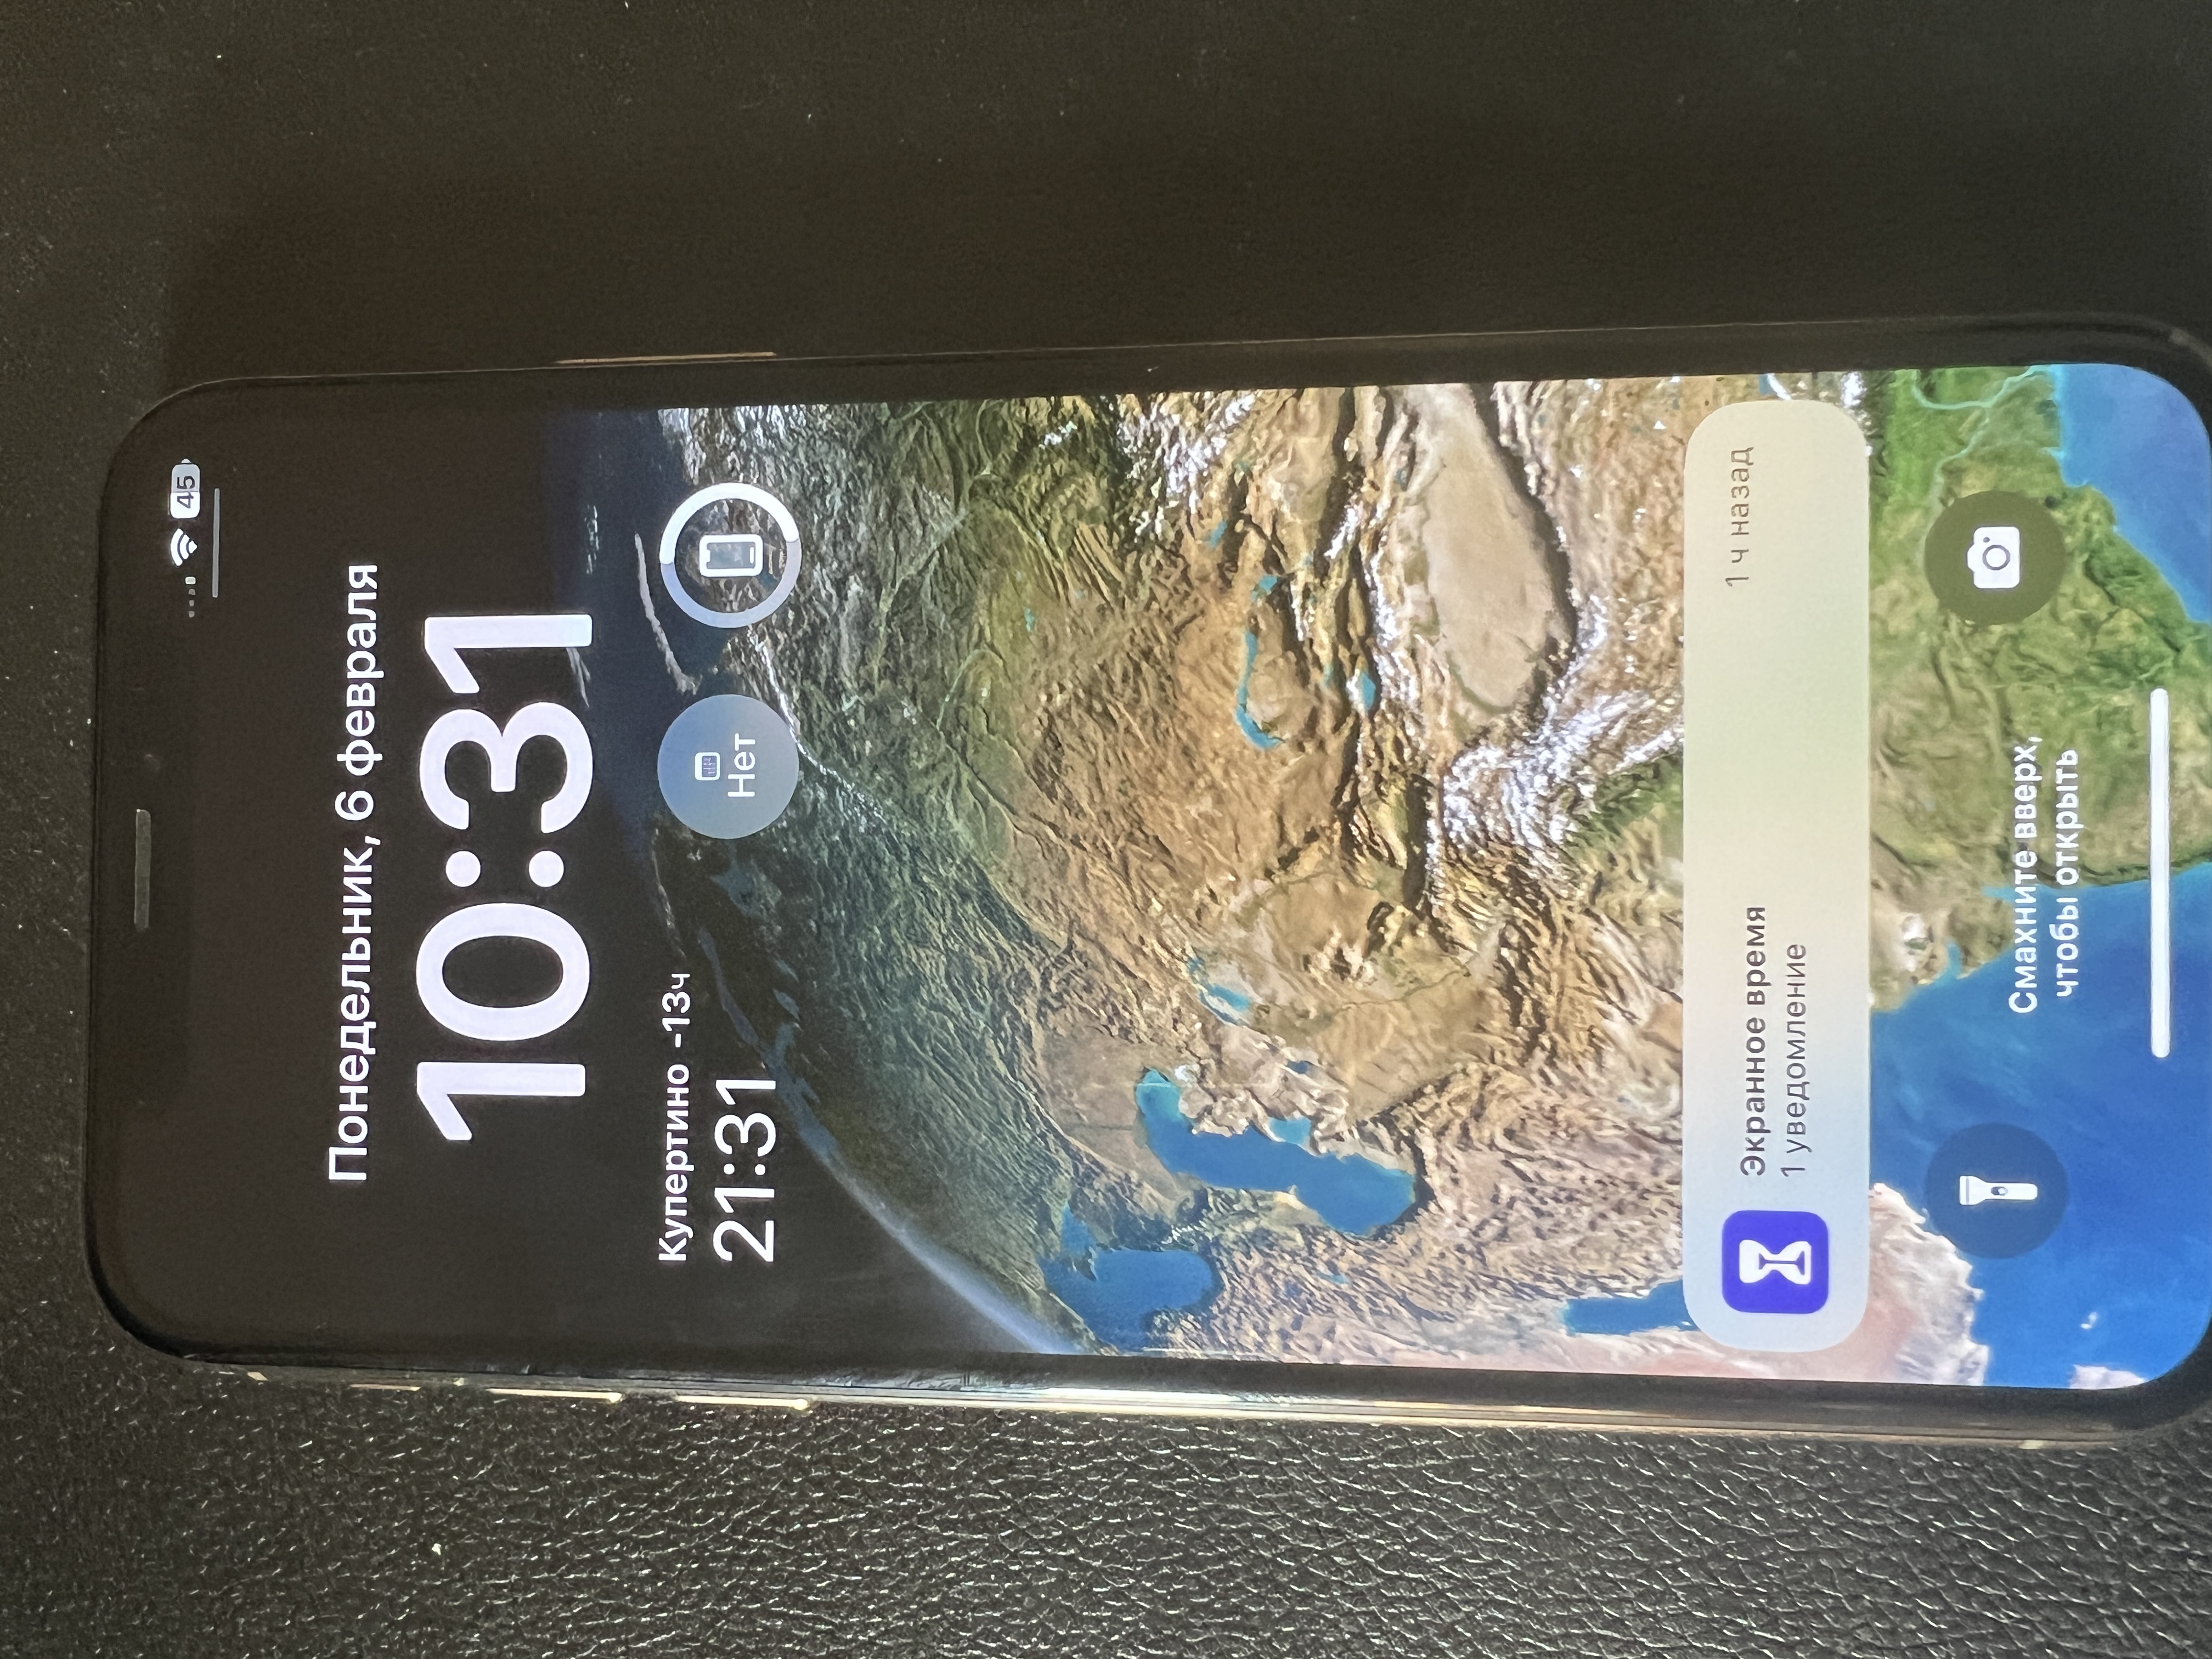 45
Понедельник, 6 февраля
10:31
Купертино -13ч
21:31
Нет
Экранное время
1 ч назад
1 уведомление
Смахните вверх,
чтобы открыть